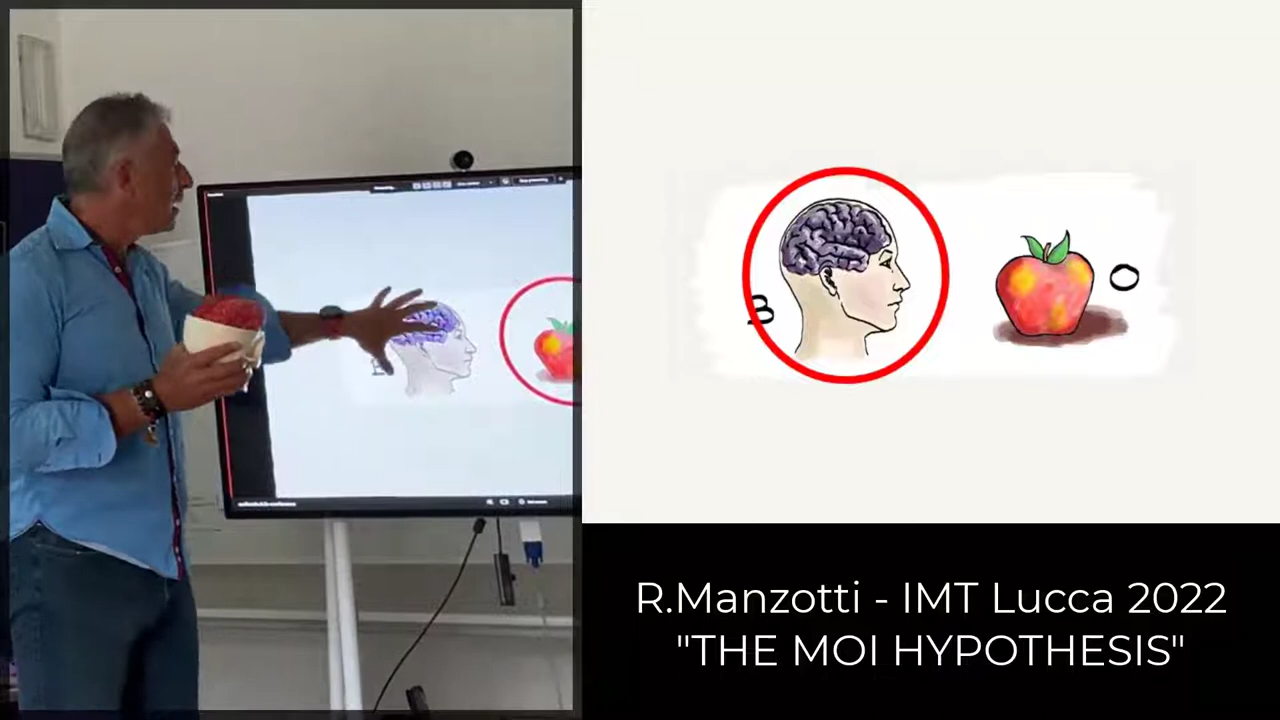 B
O
R.Manzotti - IMT Lucca 2022
"THE MOI HYPOTHESIS"